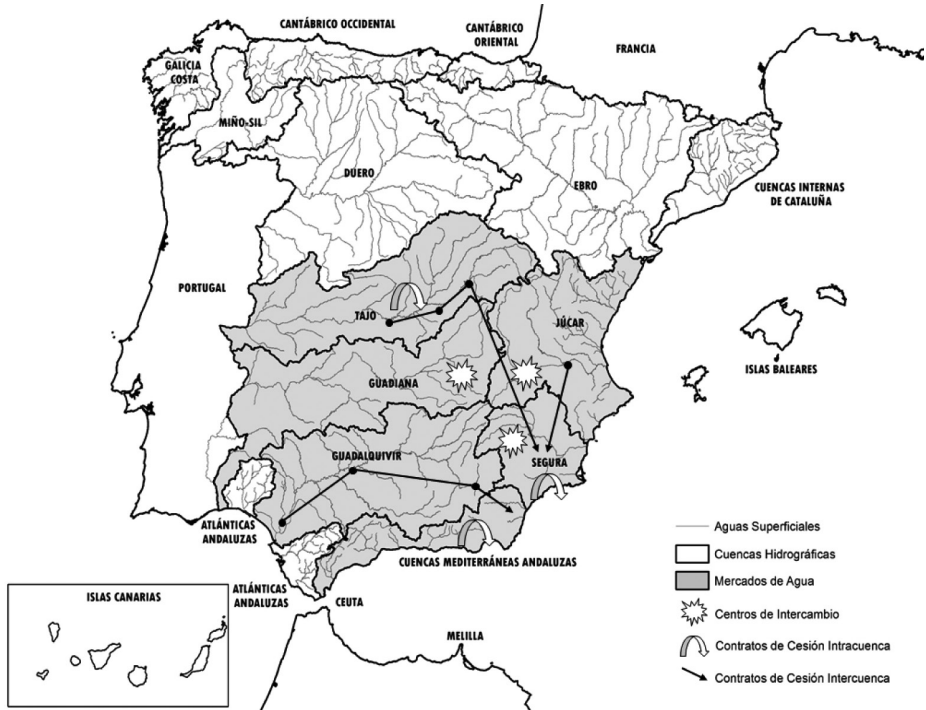 CANTÁBRICO OCCIDENTAL
CANTÁBRICO
ORIENTAL
FRANCIA
GALICIA
COSTA
MIÑO-SIL
DUERO
EBRO
CUENCAS INTERNAS
DE CATALUÑA
PORTUGAL
TAJO
JÚCAR
ISLAS BALEARES
GUADIANA
GUADALQUIVIR
SEGURA
ATLÁNTICAS
ANDALUZAS
CUENCAS MEDITERRÁNEAS ANDALUZAS
ATLÁNTICAS
ANDALUZAS
CEUTA
MELILLA
ISLAS CANARIAS
Aguas Superficiales
Cuencas Hidrográficas
Mercados de Agua
Centros de Intercambio
Contratos de Cesión Intracuenca
Contratos de Cesión Intercuenca